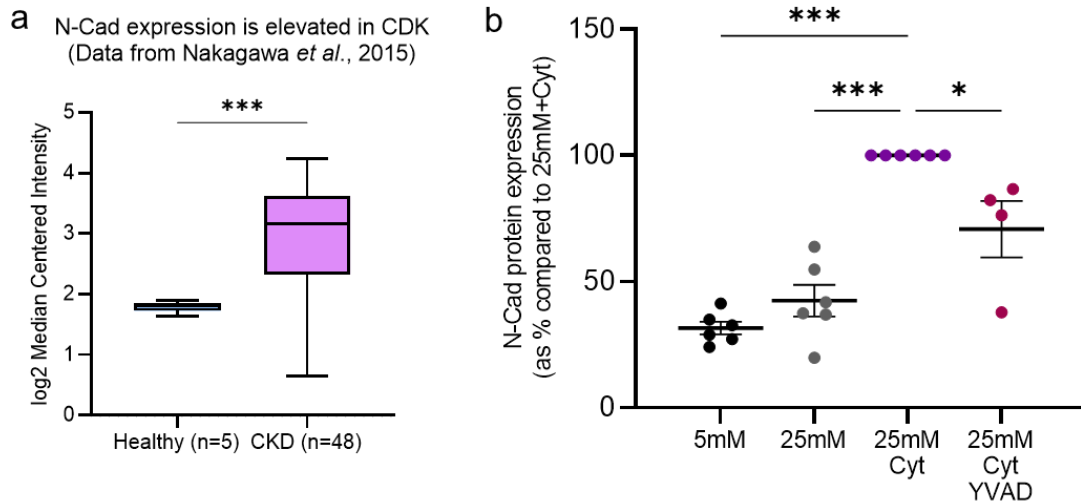 a
N-Cad expression is elevated in CDK
(Data from Nakagawa et al., 2015)
***
log2 Median Centered Intensity
5
4
3
2
1
0
Healthy (n=5)
CKD (n=48)
b
***
***
*
N-Cad protein expression
(as % compared to 25mM+Cyt)
150
100
50
0
5mM
25mM
25mM
Cyt
25mM
Cyt
YVAD